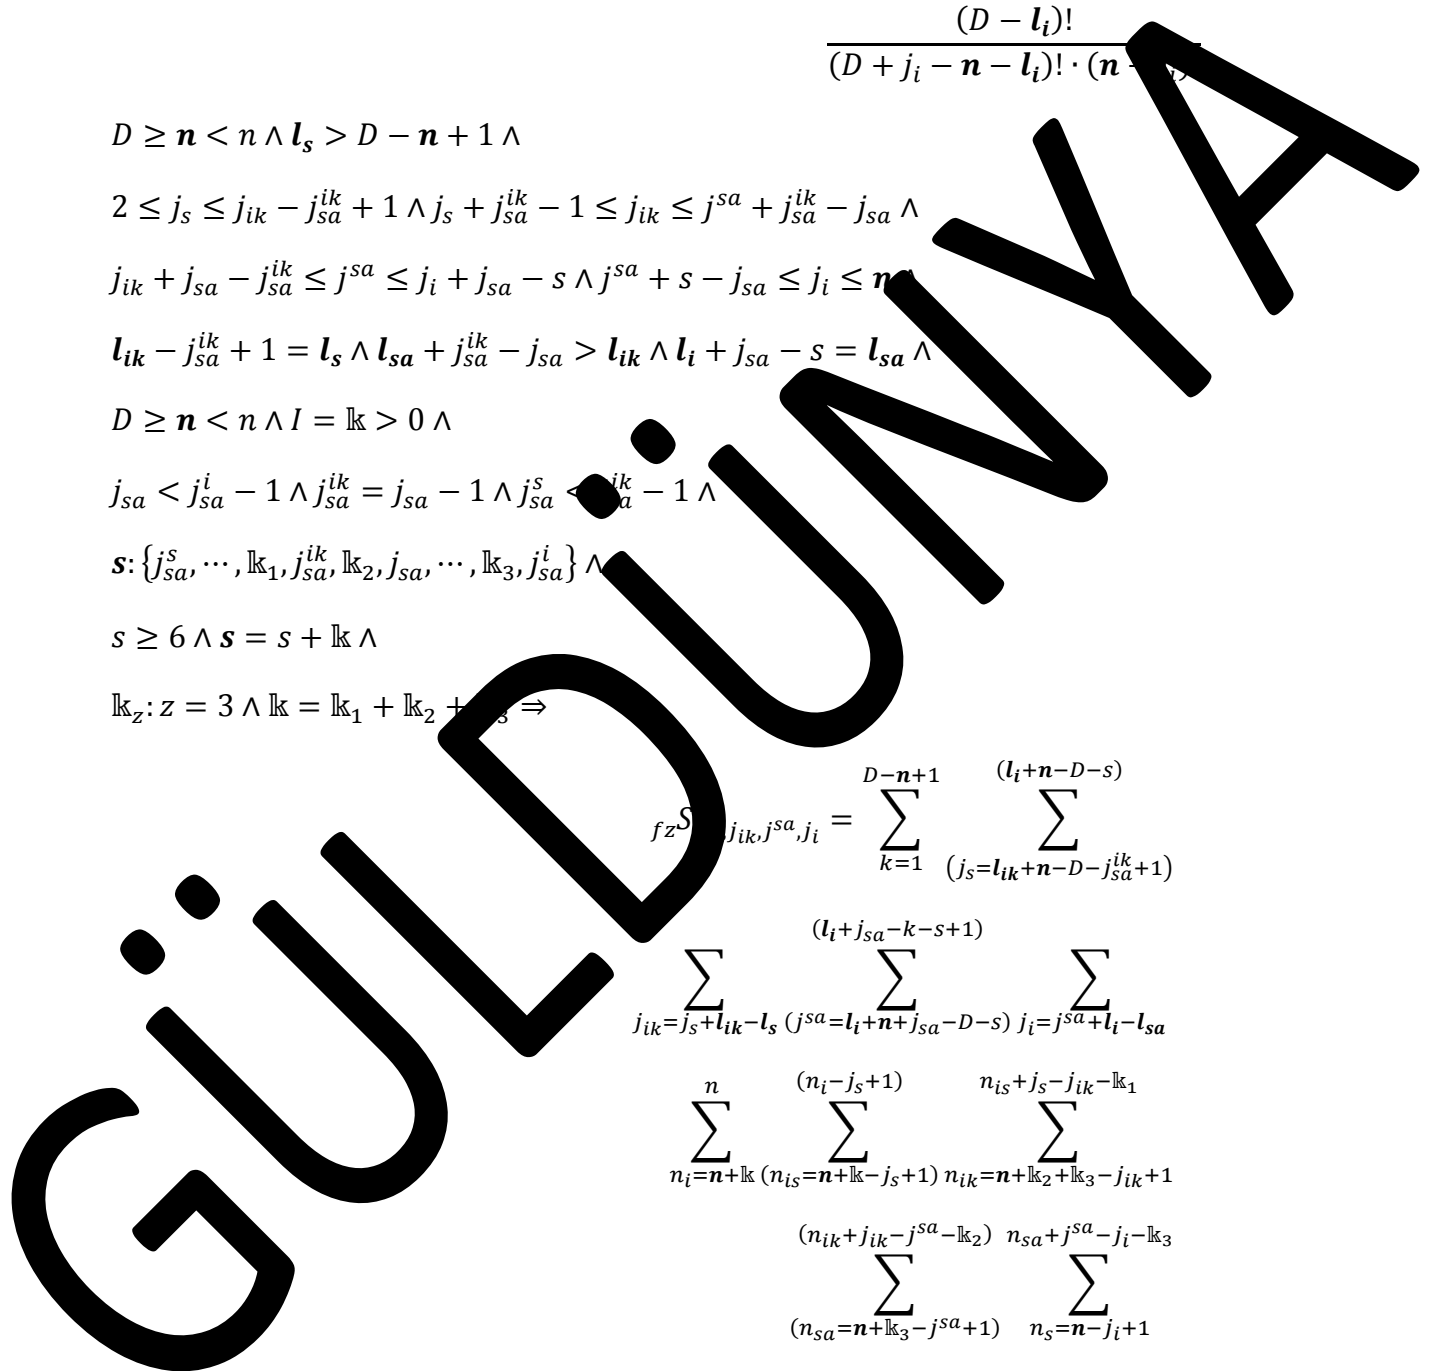 (D − l_i)!
(D + j_i − n − l_i)! · (n
D ≥ n < n ∧ l_s > D − n + 1 ∧
2 ≤ j_s ≤ j_ik − j_sa^ik + 1 ∧ j_s + j_sa^ik − 1 ≤ j_ik ≤ j^sa + j_sa^ik − j_sa ∧
j_ik + j_sa − j_sa^ik ≤ j^sa ≤ j_i + j_sa − s ∧ j^sa + s − j_sa ≤ j_i ≤ n ∧
l_ik − j_sa^ik + 1 = l_s ∧ l_sa + j_sa^ik − j_sa > l_ik ∧ l_i + j_sa − s = l_sa ∧
D ≥ n < n ∧ I = 𝕜 > 0 ∧
j_sa < j_sa^i − 1 ∧ j_sa^ik = j_sa − 1 ∧ j_sa^s < ^ik − 1 ∧
s: {j_sa^s, ⋯ , 𝕜_1, j_sa^ik, 𝕜_2, j_sa, ⋯ , 𝕜_3, j_sa^i} ∧
s ≥ 6 ∧ s = s + 𝕜 ∧
𝕜_z: z = 3 ∧ 𝕜 = 𝕜_1 + 𝕜_2 + _3 ⇒
D−n+1 (l_i+n−D−s)
fz S ,j_ik,j^sa,j_i = ∑ ∑
k=1 (j_s=l_ik+n−D−j_sa^ik+1)
(l_i+j_sa−k−s+1)
∑ ∑ ∑
j_ik=j_s+l_ik−l_s (j^sa=l_i+n+j_sa−D−s) j_i=j^sa+l_i−l_sa
n (n_i−j_s+1) n_is+j_s−j_ik−𝕜_1
∑ ∑ ∑
n_i=n+𝕜 (n_is=n+𝕜−j_s+1) n_ik=n+𝕜_2+𝕜_3−j_ik+1
(n_ik+j_ik−j^sa−𝕜_2) n_sa+j^sa−j_i−𝕜_3
∑ ∑
(n_sa=n+𝕜_3−j^sa+1) n_s=n−j_i+1
GÜLDÜNYA